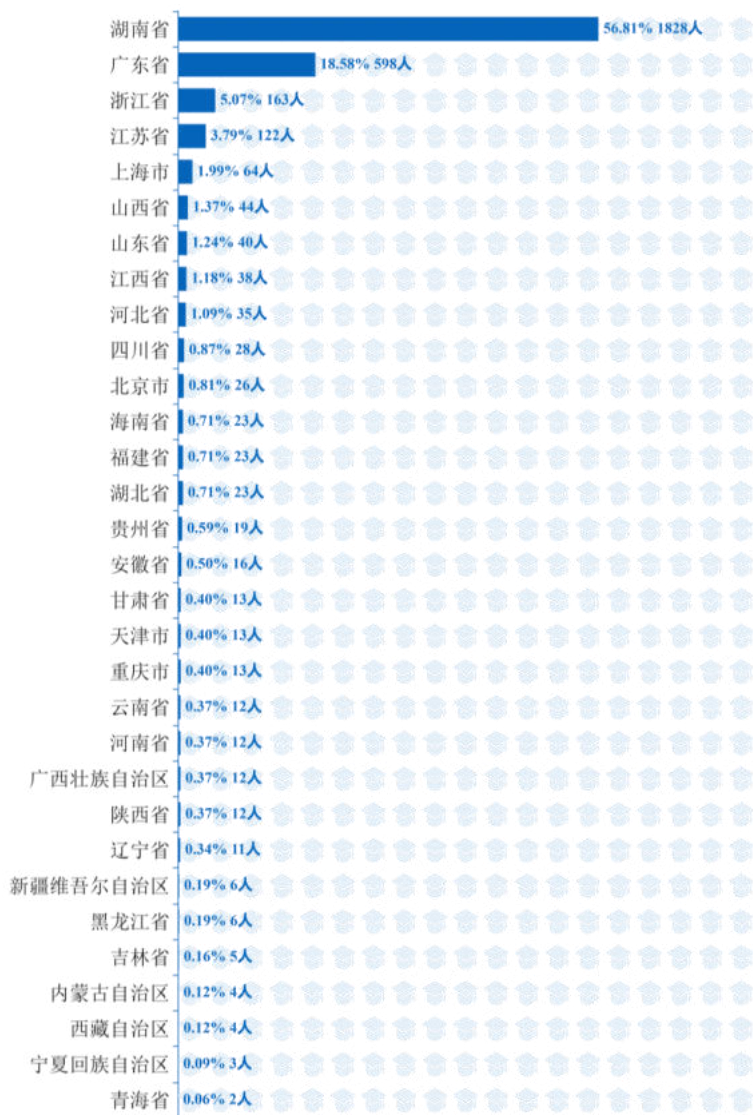 湖南省 56.81% 1828人
广东省 18.58% 598人
浙江省 5.07% 163人
江苏省 3.79% 122人
上海市 1.99% 64人
山西省 1.37% 44人
山东省 1.24% 40人
江西省 1.18% 38人
河北省 1.09% 35人
四川省 0.87% 28人
北京市 0.81% 26人
海南省 0.71% 23人
福建省 0.71% 23人
湖北省 0.71% 23人
贵州省 0.59% 19人
安徽省 0.50% 16人
甘肃省 0.40% 13人
天津市 0.40% 13人
重庆市 0.40% 13人
云南省 0.37% 12人
河南省 0.37% 12人
广西壮族自治区 0.37% 12人
陕西省 0.37% 12人
辽宁省 0.34% 11人
新疆维吾尔自治区 0.19% 6人
黑龙江省 0.19% 6人
吉林省 0.16% 5人
内蒙古自治区 0.12% 4人
西藏自治区 0.12% 4人
宁夏回族自治区 0.09% 3人
青海省 0.06% 2人